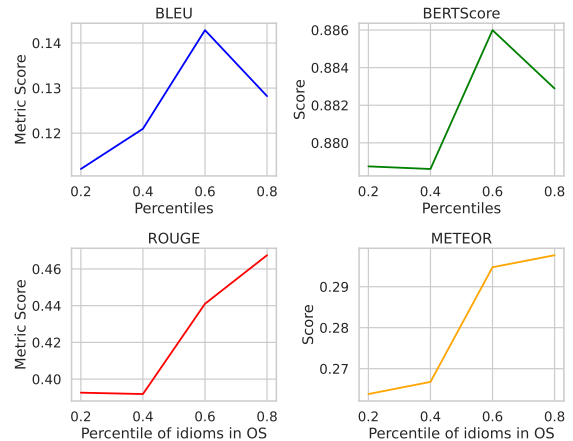 BLEU
Metric Score
0.14
0.13
0.12
0.2 0.4 0.6 0.8
Percentiles
BERTScore
Score
0.886
0.884
0.882
0.880
0.2 0.4 0.6 0.8
Percentiles
ROUGE
Metric Score
0.46
0.44
0.42
0.40
0.2 0.4 0.6 0.8
Percentile of idioms in OS
METEOR
Score
0.29
0.28
0.27
0.2 0.4 0.6 0.8
Percentile of idioms in OS